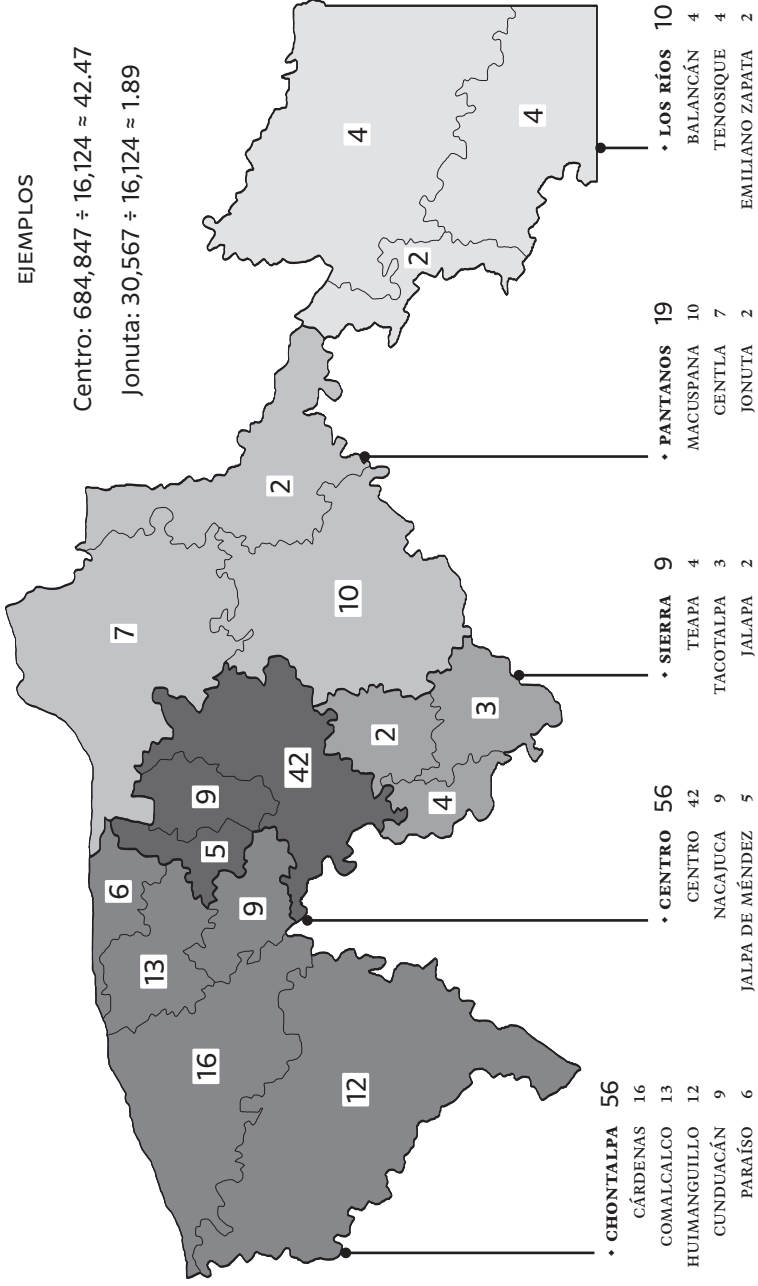 EJEMPLOS
Centro: 684,847 ÷ 16,124 ≈ 42.47
Jonuta: 30,567 ÷ 16,124 ≈ 1.89
6
13
16
12
9
5
9
42
7
2
10
2
4
3
4
2
4
• CHONTALPA 56
CÁRDENAS 16
COMALCALCO 13
HUIMANGUILLO 12
CUNDUACÁN 9
PARAÍSO 6
• CENTRO 56
CENTRO 42
NACAJUCA 9
JALPA DE MÉNDEZ 5
• SIERRA 9
TEAPA 4
TACOTALPA 3
JALAPA 2
• PANTANOS 19
MACUSPANA 10
CENTLA 7
JONUTA 2
• LOS RÍOS 10
BALANCÁN 4
TENOSIQUE 4
EMILIANO ZAPATA 2